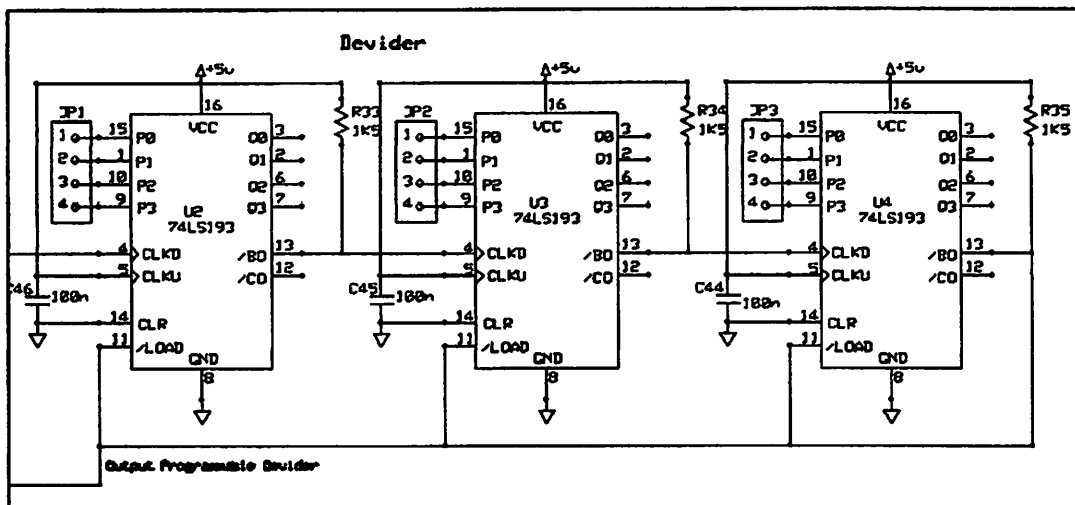 Devider
+5v
16
VCC
JP1
1
2
3
4
15 P0
1 P1
10 P2
9 P3
U2
74LS193
O0 3
O1 2
O2 6
O3 7
4 CLKD
5 CLKU
/BO 13
/CO 12
R33
1K5
C46
100n
14 CLR
11 /LOAD
GND
8
+5v
16
VCC
JP2
1
2
3
4
15 P0
1 P1
10 P2
9 P3
U3
74LS193
O0 3
O1 2
O2 6
O3 7
4 CLKD
5 CLKU
/BO 13
/CO 12
R34
1K5
C45
100n
14 CLR
11 /LOAD
GND
8
+5v
16
VCC
JP3
1
2
3
4
15 P0
1 P1
10 P2
9 P3
U4
74LS193
O0 3
O1 2
O2 6
O3 7
4 CLKD
5 CLKU
/BO 13
/CO 12
R35
1K5
C44
100n
14 CLR
11 /LOAD
GND
8
Output Programmable Devider